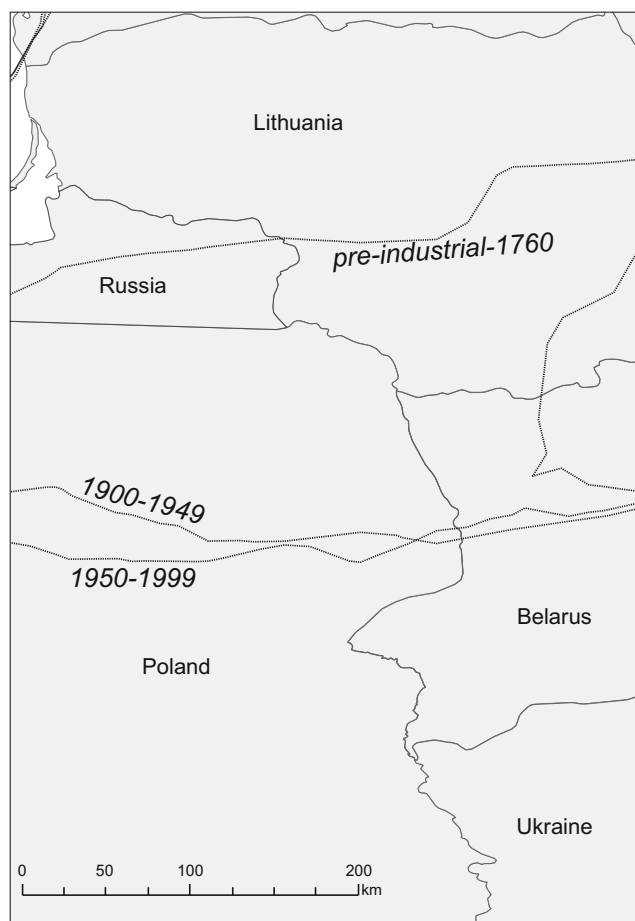 Lithuania
pre-industrial-1760
Russia
1900-1949
1950-1999
Belarus
Poland
Ukraine
0 50 100 200
km